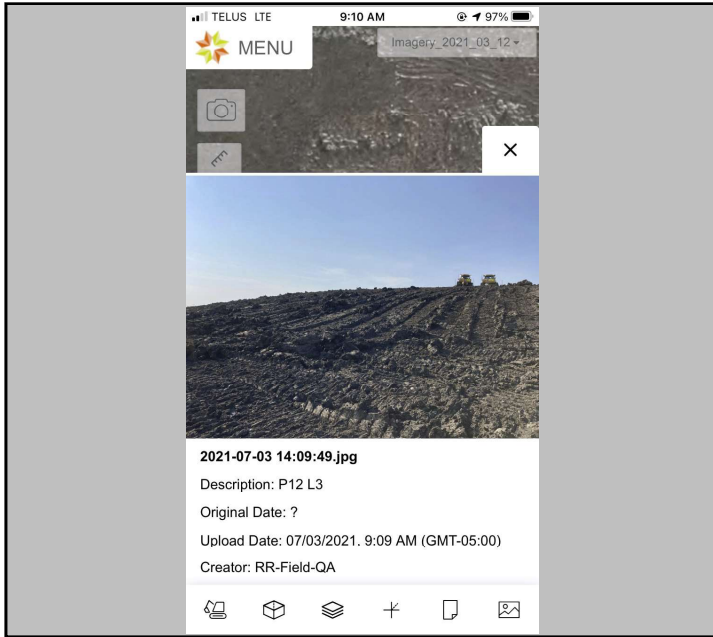 TELUS LTE 9:10 AM 97%
MENU
Imagery_2021_03_12
2021-07-03 14:09:49.jpg
Description: P12 L3
Original Date: ?
Upload Date: 07/03/2021, 9:09 AM (GMT-05:00)
Creator: RR-Field-QA